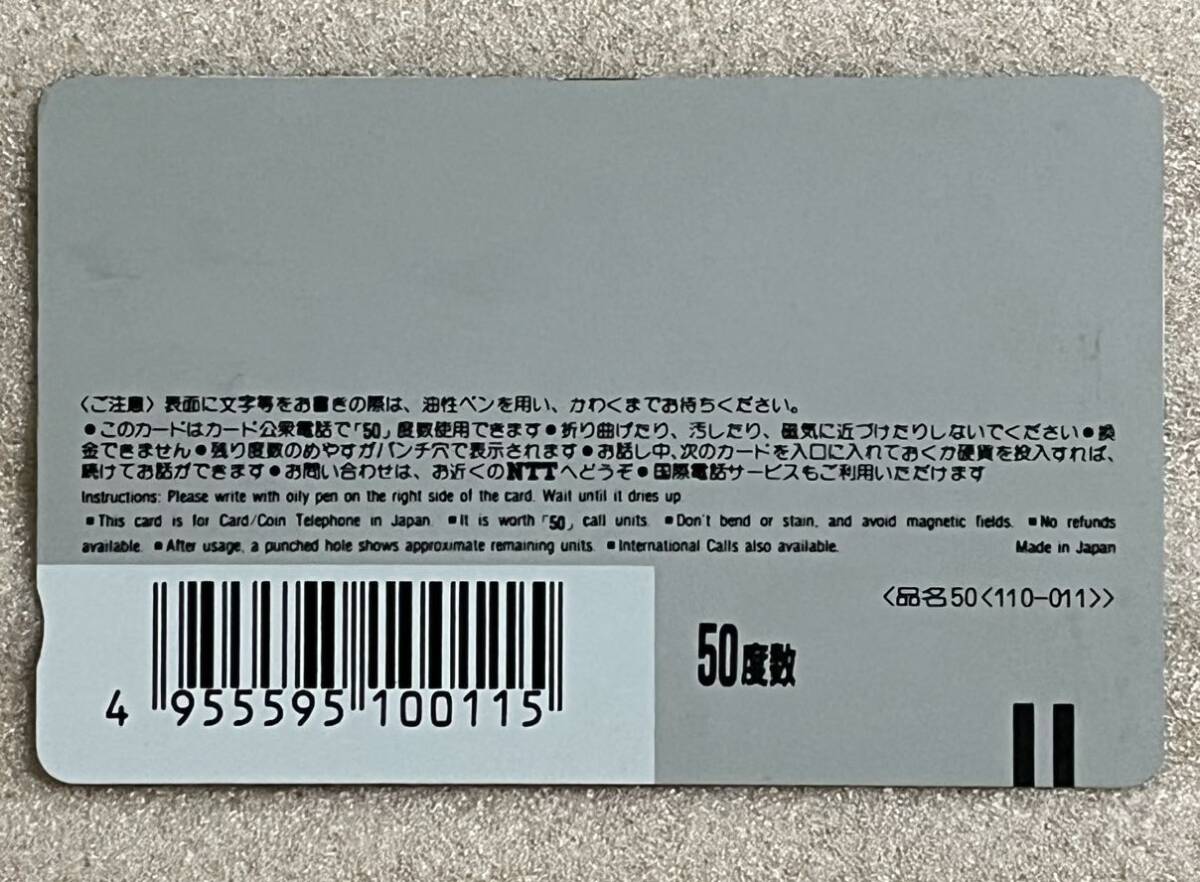 〈ご注意〉表面に文字等をお書きの際は、油性ペンを用い、かわくまでお待ちください。
●このカードはカード公衆電話で｢50｣度数使用できます●折り曲げたり、汚したり、磁気に近づけたりしないでください●換
金できません●残り度数のめやすがパンチ穴で表示されます●お話し中、次のカードを入口に入れておくか硬貨を投入すれば、
続けてお話ができます●お問い合わせは、お近くのNTTへどうぞ●国際電話サービスもご利用いただけます
Instructions: Please write with oily pen on the right side of the card. Wait until it dries up
■This card is for Card/Coin Telephone in Japan. ■It is worth「50」call units. ■Don't bend or stain, and avoid magnetic fields. ■No refunds
available. ■After usage, a punched hole shows approximate remaining units. ■International Calls also available. Made in Japan
〈品名50〈110-011〉〉
50度数
4 955595 100115